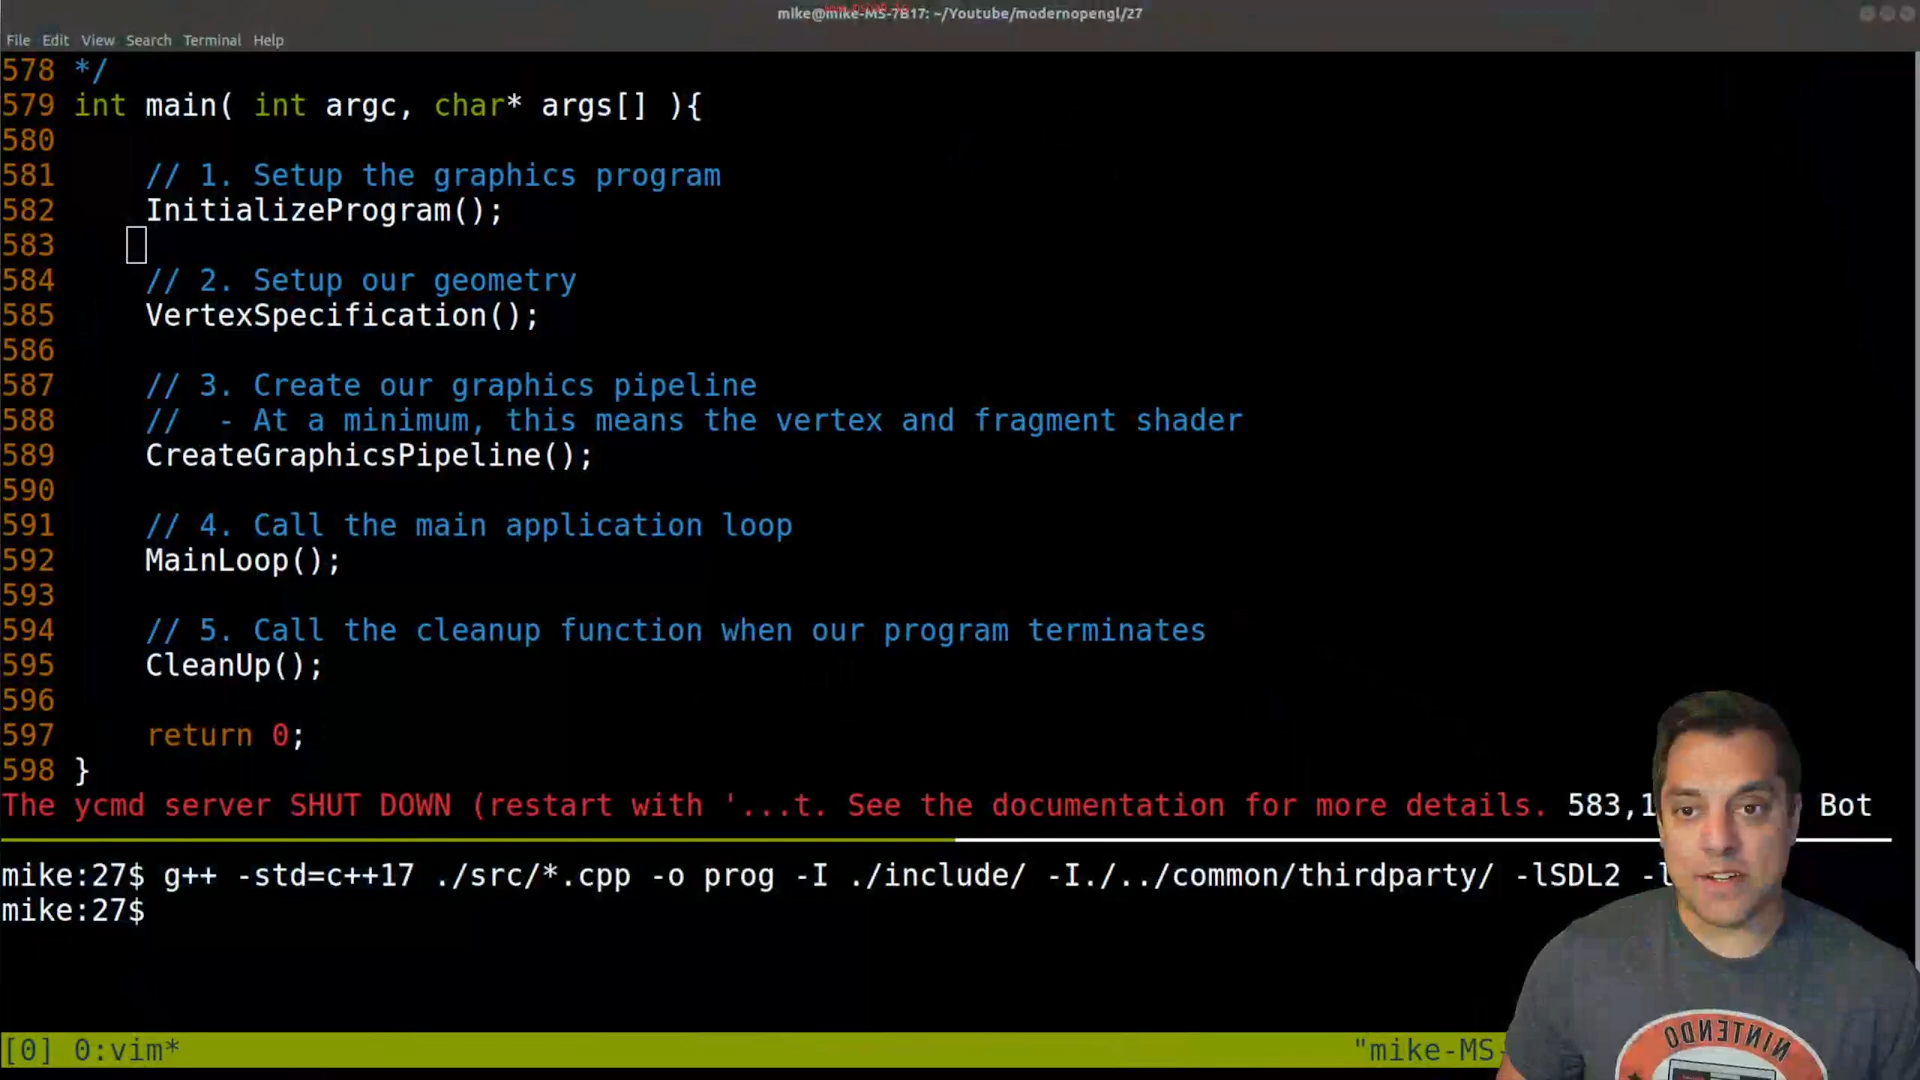 mike@mike-MS-7B17: ~/Youtube/modernopengl/27
File Edit View Search Terminal Help
578 */
579 int main( int argc, char* args[] ){
580
581 // 1. Setup the graphics program
582 InitializeProgram();
583
584 // 2. Setup our geometry
585 VertexSpecification();
586
587 // 3. Create our graphics pipeline
588 //  - At a minimum, this means the vertex and fragment shader
589 CreateGraphicsPipeline();
590
591 // 4. Call the main application loop
592 MainLoop();
593
594 // 5. Call the cleanup function when our program terminates
595 CleanUp();
596
597 return 0;
598 }
The ycmd server SHUT DOWN (restart with '...t. See the documentation for more details. 583,1 Bot
mike:27$ g++ -std=c++17 ./src/*.cpp -o prog -I ./include/ -I./../common/thirdparty/ -lSDL2 -l
mike:27$
[0] 0:vim* "mike-MS-
NINTENDO